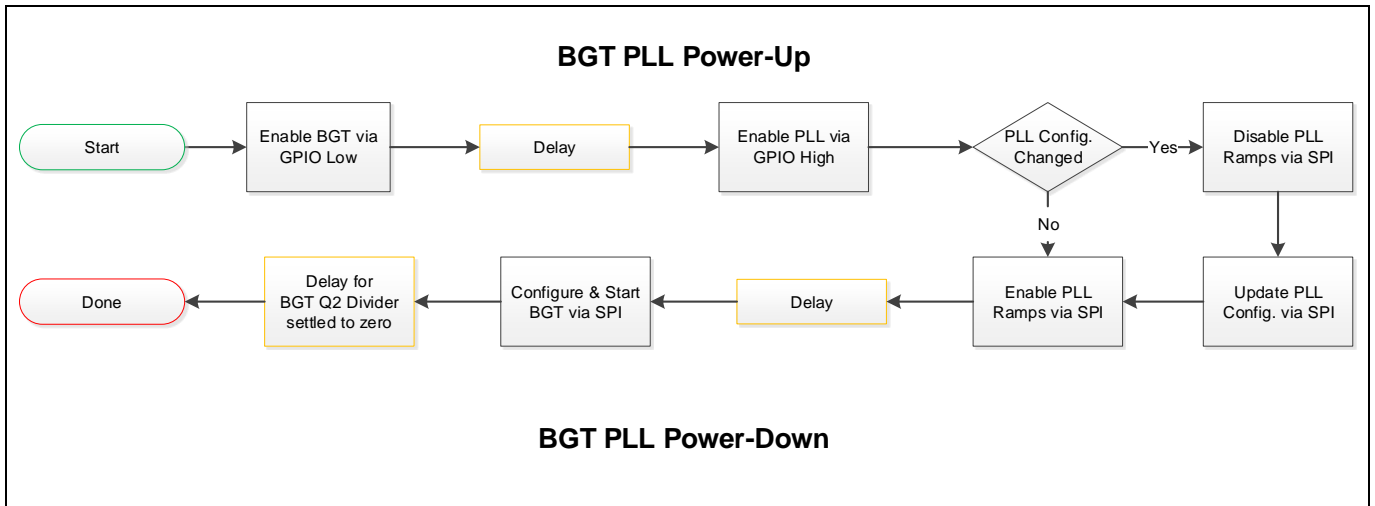 BGT PLL Power-Up
Start
Enable BGT via
GPIO Low
Delay
Enable PLL via
GPIO High
PLL Config.
Changed
Yes
Disable PLL
Ramps via SPI
No
Done
Delay for
BGT Q2 Divider
settled to zero
Configure & Start
BGT via SPI
Delay
Enable PLL
Ramps via SPI
Update PLL
Config. via SPI
BGT PLL Power-Down